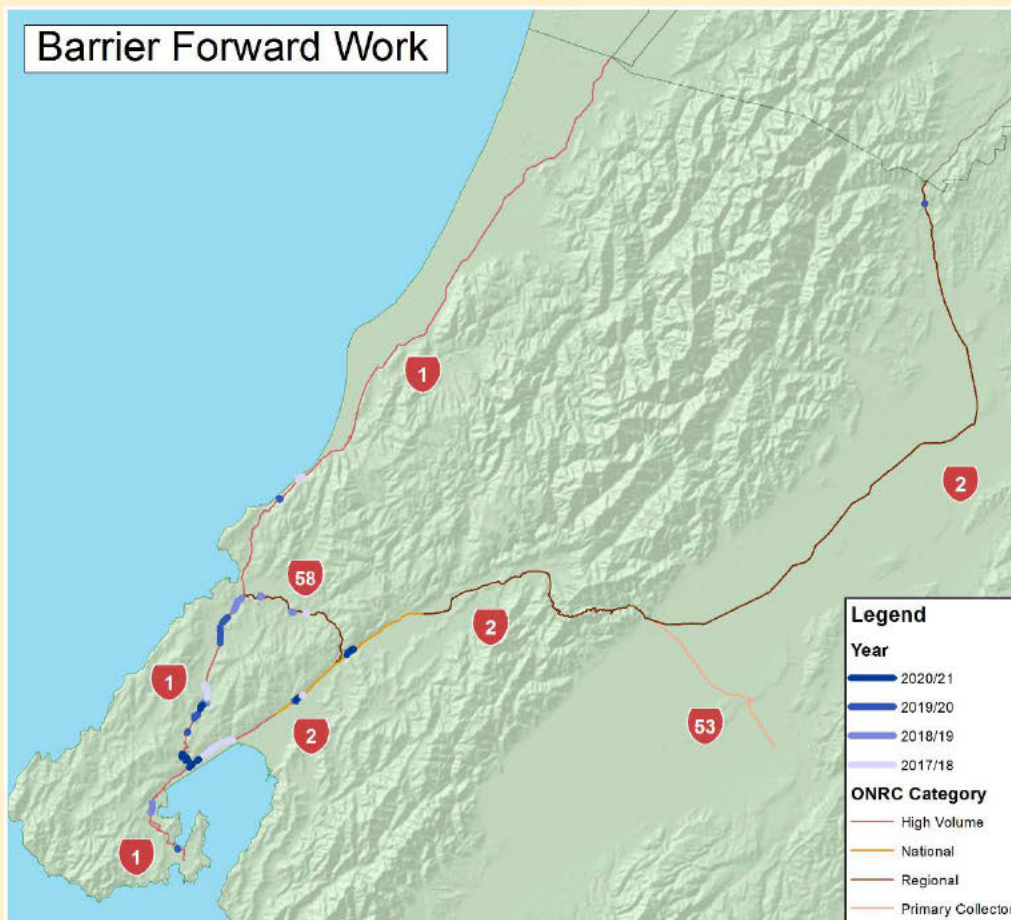 Barrier Forward Work
1
2
58
2
1
2
53
1
Legend
Year
2020/21
2019/20
2018/19
2017/18
ONRC Category
High Volume
National
Regional
Primary Collector